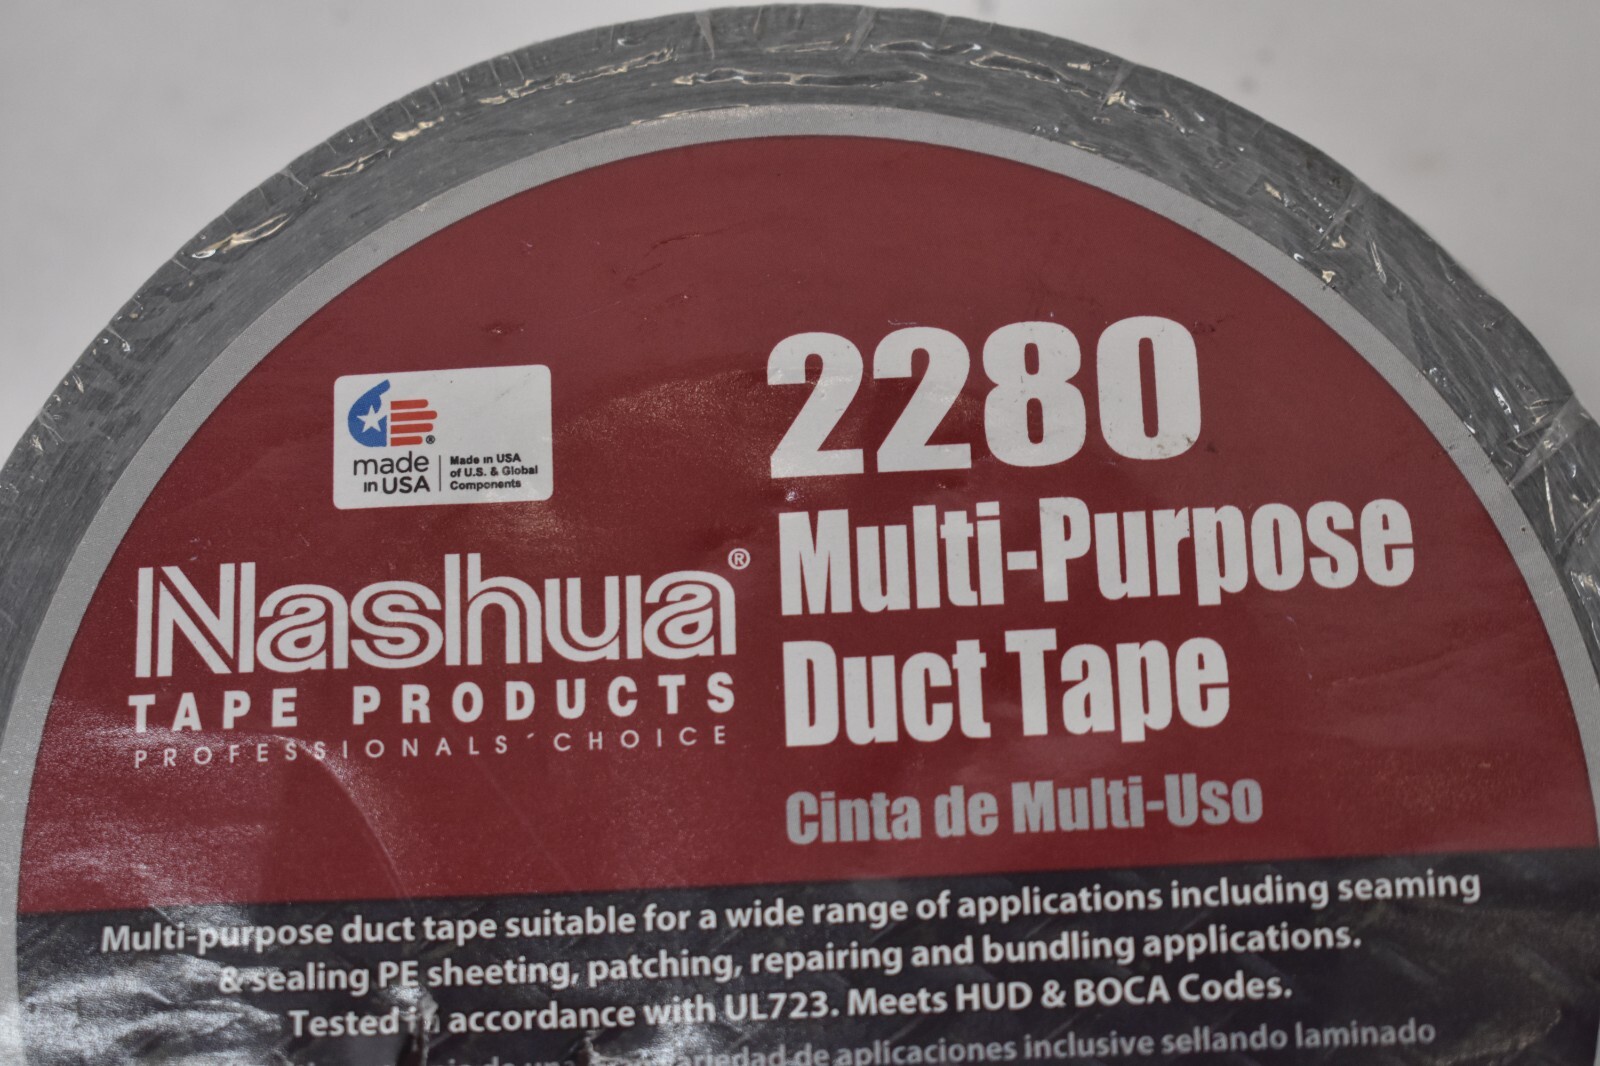 2280
Multi-Purpose
Duct Tape
Cinta de Multi-Uso
made
in USA
Made in USA
of U.S. & Global
Components
®
Nashua®
TAPE PRODUCTS
PROFESSIONALS´CHOICE
Multi-purpose duct tape suitable for a wide range of applications including seaming
& sealing PE sheeting, patching, repairing and bundling applications.
Tested in accordance with UL723. Meets HUD & BOCA Codes.
de aplicaciones inclusive sellando laminado